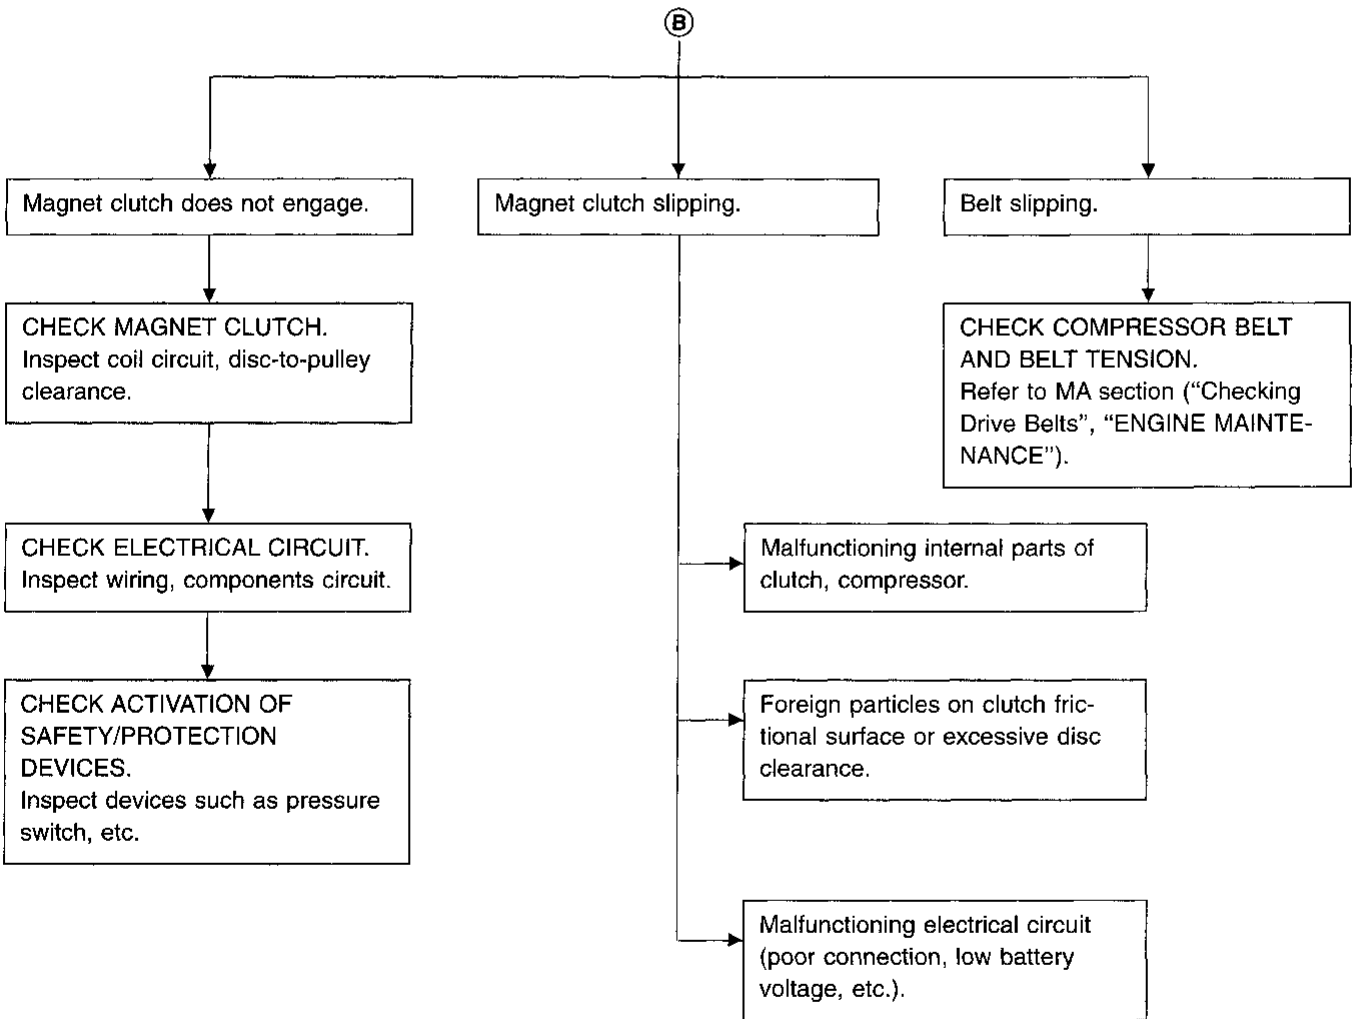 B
Magnet clutch does not engage.
Magnet clutch slipping.
Belt slipping.
CHECK MAGNET CLUTCH.
Inspect coil circuit, disc-to-pulley
clearance.
CHECK COMPRESSOR BELT
AND BELT TENSION.
Refer to MA section (“Checking
Drive Belts”, “ENGINE MAINTE-
NANCE”).
CHECK ELECTRICAL CIRCUIT.
Inspect wiring, components circuit.
Malfunctioning internal parts of
clutch, compressor.
CHECK ACTIVATION OF
SAFETY/PROTECTION
DEVICES.
Inspect devices such as pressure
switch, etc.
Foreign particles on clutch fric-
tional surface or excessive disc
clearance.
Malfunctioning electrical circuit
(poor connection, low battery
voltage, etc.).